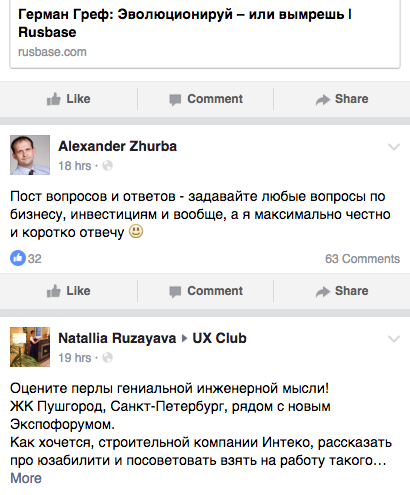 Герман Греф: Эволюционируй – или вымрешь |
Rusbase
rusbase.com
Like Comment Share
Alexander Zhurba
18 hrs ·
Пост вопросов и ответов - задавайте любые вопросы по
бизнесу, инвестициям и вообще, а я максимально честно
и коротко отвечу
32 63 Comments
Like Comment Share
Natallia Ruzayava ▸ UX Club
19 hrs ·
Оцените перлы гениальной инженерной мысли!
ЖК Пушгород, Санкт-Петербург, рядом с новым
Экспофорумом.
Как хочется, строительной компании Интеко, рассказать
про юзабилити и посоветовать взять на работу такого…
More